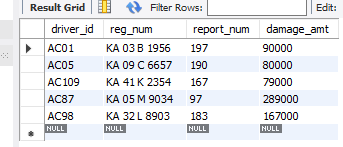 Result Grid Filter Rows: Edit:
driver_id reg_num report_num damage_amt
AC01 KA 03 B 1956 197 90000
AC05 KA 09 C 6657 190 80000
AC109 KA 41 K 2354 167 79000
AC87 KA 05 M 9034 97 289000
AC98 KA 32 L 8903 183 167000
NULL NULL NULL NULL